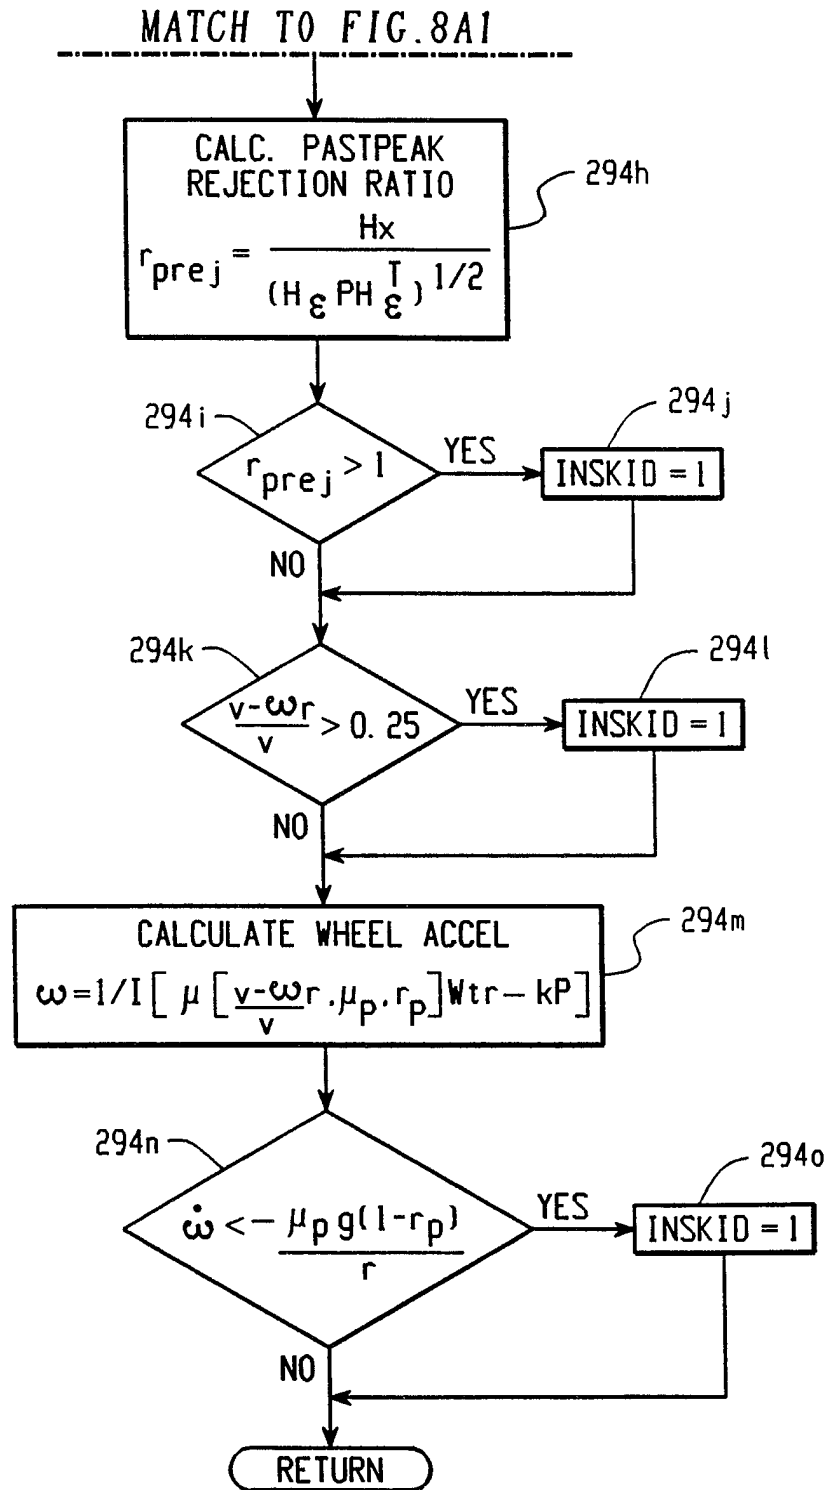 MATCH TO FIG.8A1
CALC. PASTPEAK
REJECTION RATIO
r_prej = Hx / (H_ε PH_ε^T)^1/2
294h
294i
r_prej > 1
YES
294j
INSKID = 1
NO
294k
(v-ωr)/v > 0.25
YES
294l
INSKID = 1
NO
CALCULATE WHEEL ACCEL
ω=1/I[ μ [(v-ω)/v r . μ_p . r_p]Wtr - kP]
294m
294n
ω̇ < - μ_p g(1-r_p) / r
YES
294o
INSKID = 1
NO
RETURN